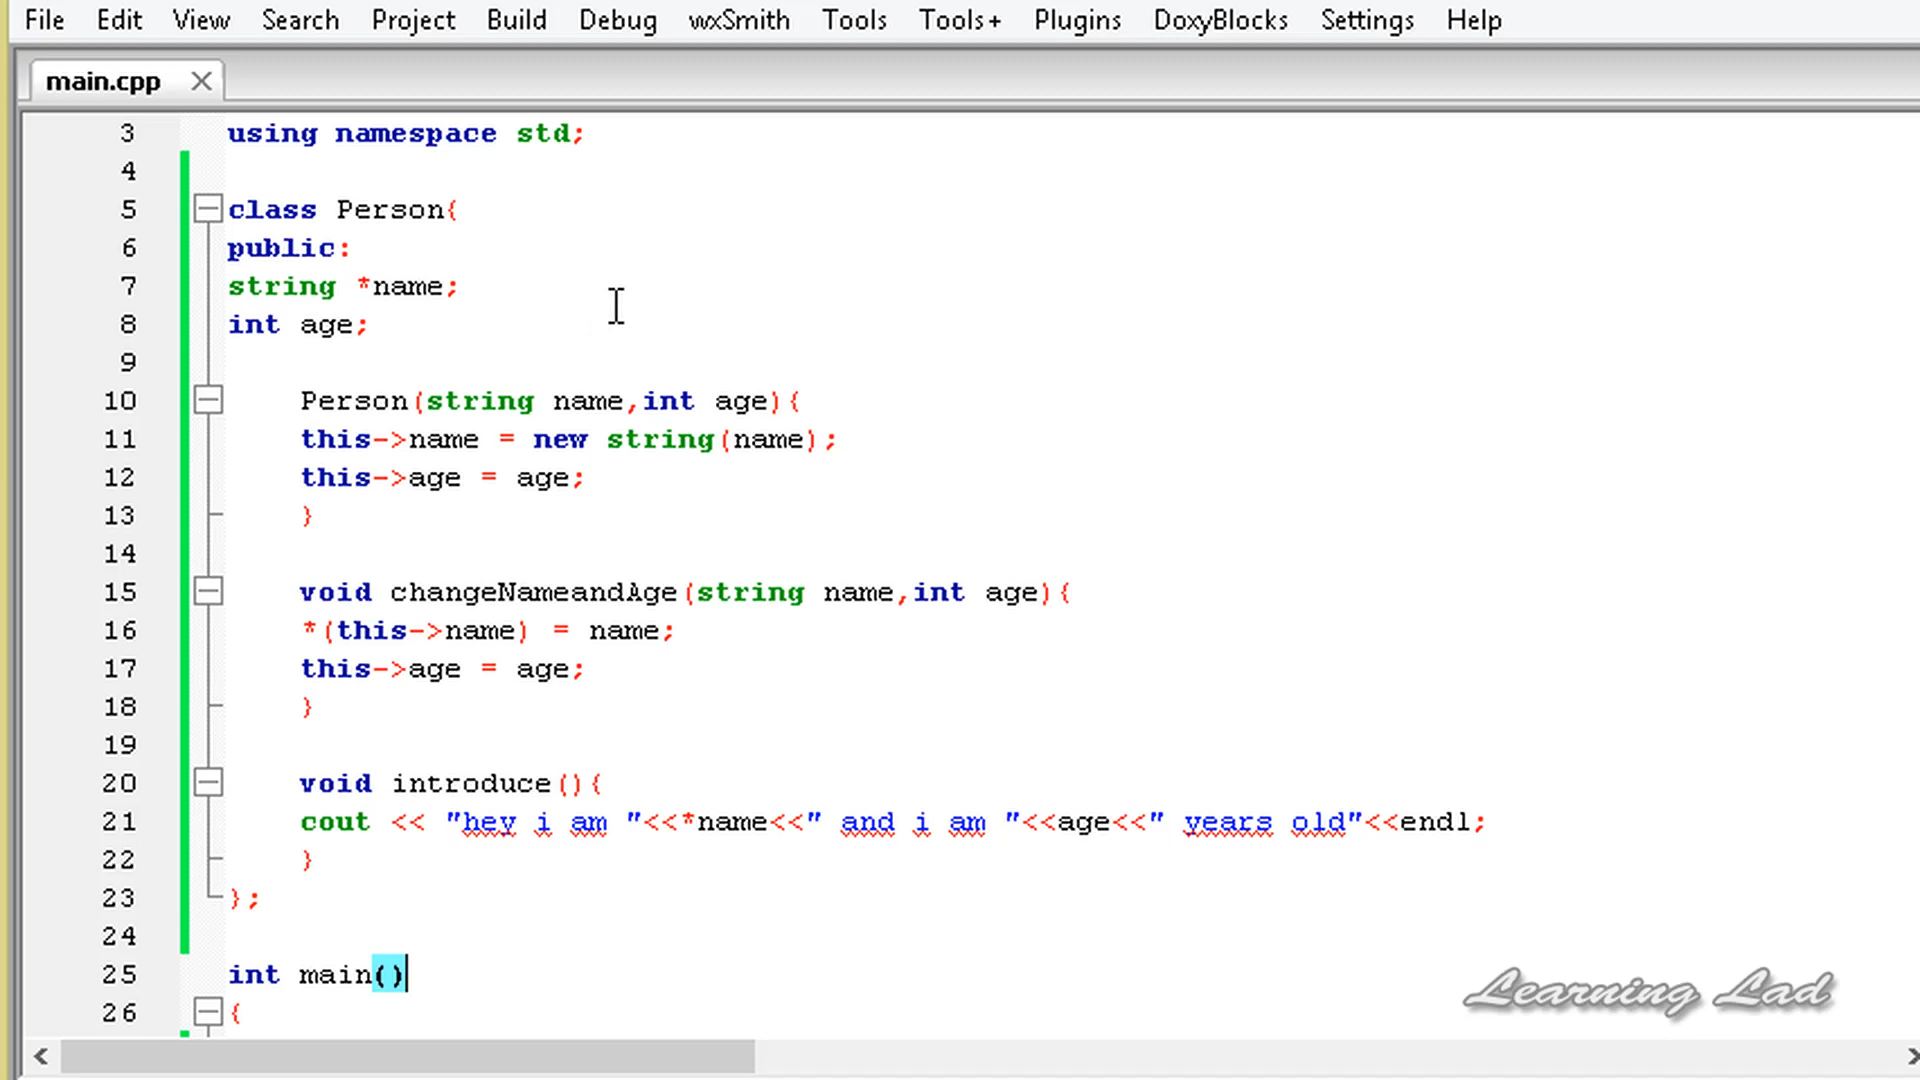 File Edit View Search Project Build Debug wxSmith Tools Tools+ Plugins DoxyBlocks Settings Help
main.cpp
3 using namespace std;
4
5 class Person{
6 public:
7 string *name;
8 int age;
9
10 Person(string name,int age){
11 this->name = new string(name);
12 this->age = age;
13 }
14
15 void changeNameandAge(string name,int age){
16 *(this->name) = name;
17 this->age = age;
18 }
19
20 void introduce(){
21 cout << "hey i am "<<*name<<" and i am "<<age<<" years old"<<endl;
22 }
23 };
24
25 int main()
26 {
Learning Lad